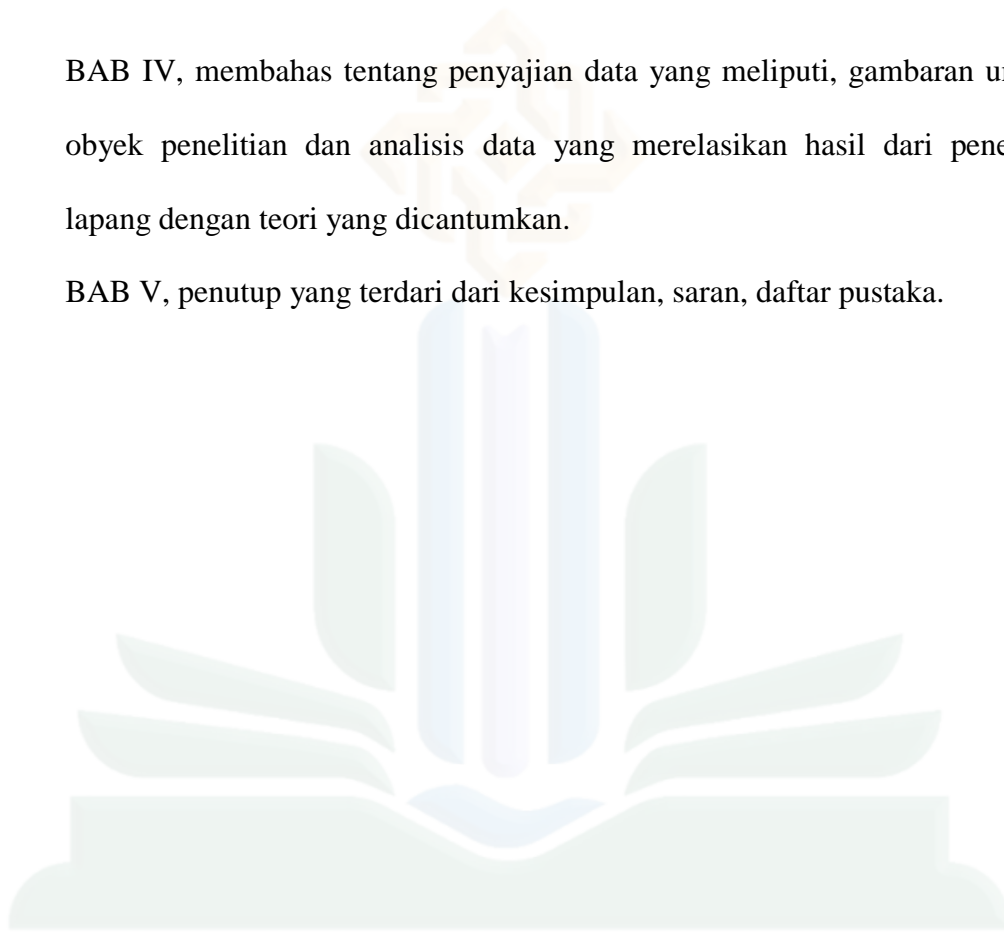 BAB IV, membahas tentang penyajian data yang meliputi, gambaran
obyek penelitian dan analisis data yang merelasikan hasil dari
lapang dengan teori yang dicantumkan.
BAB V, penutup yang terdari dari kesimpulan, saran, daftar pustaka.